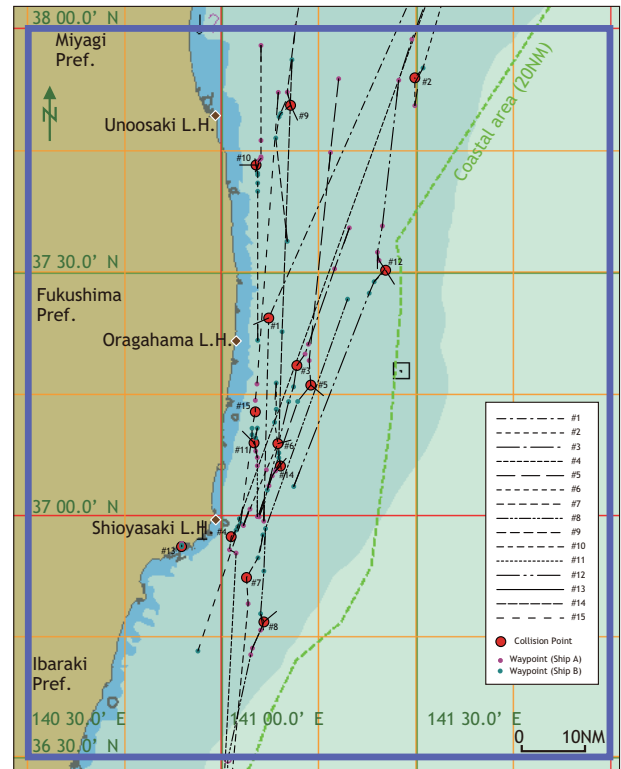 38 00.0' N
Miyagi
Pref.
N
#2
Coastal area (20NM)
Unoosaki L.H.
#9
#10
37 30.0' N
#12
Fukushima
Pref.
#1
Oragahama L.H.
#3
#5
#15
#11
#6
#14
37 00.0' N
Shioyasaki L.H.
#4
#13
#7
#8
#1
#2
#3
#4
#5
#6
#7
#8
#9
#10
#11
#12
#13
#14
#15
Collision Point
Waypoint (Ship A)
Waypoint (Ship B)
Ibaraki
Pref.
140 30.0' E
141 00.0' E
141 30.0' E
36 30.0' N
0 10NM